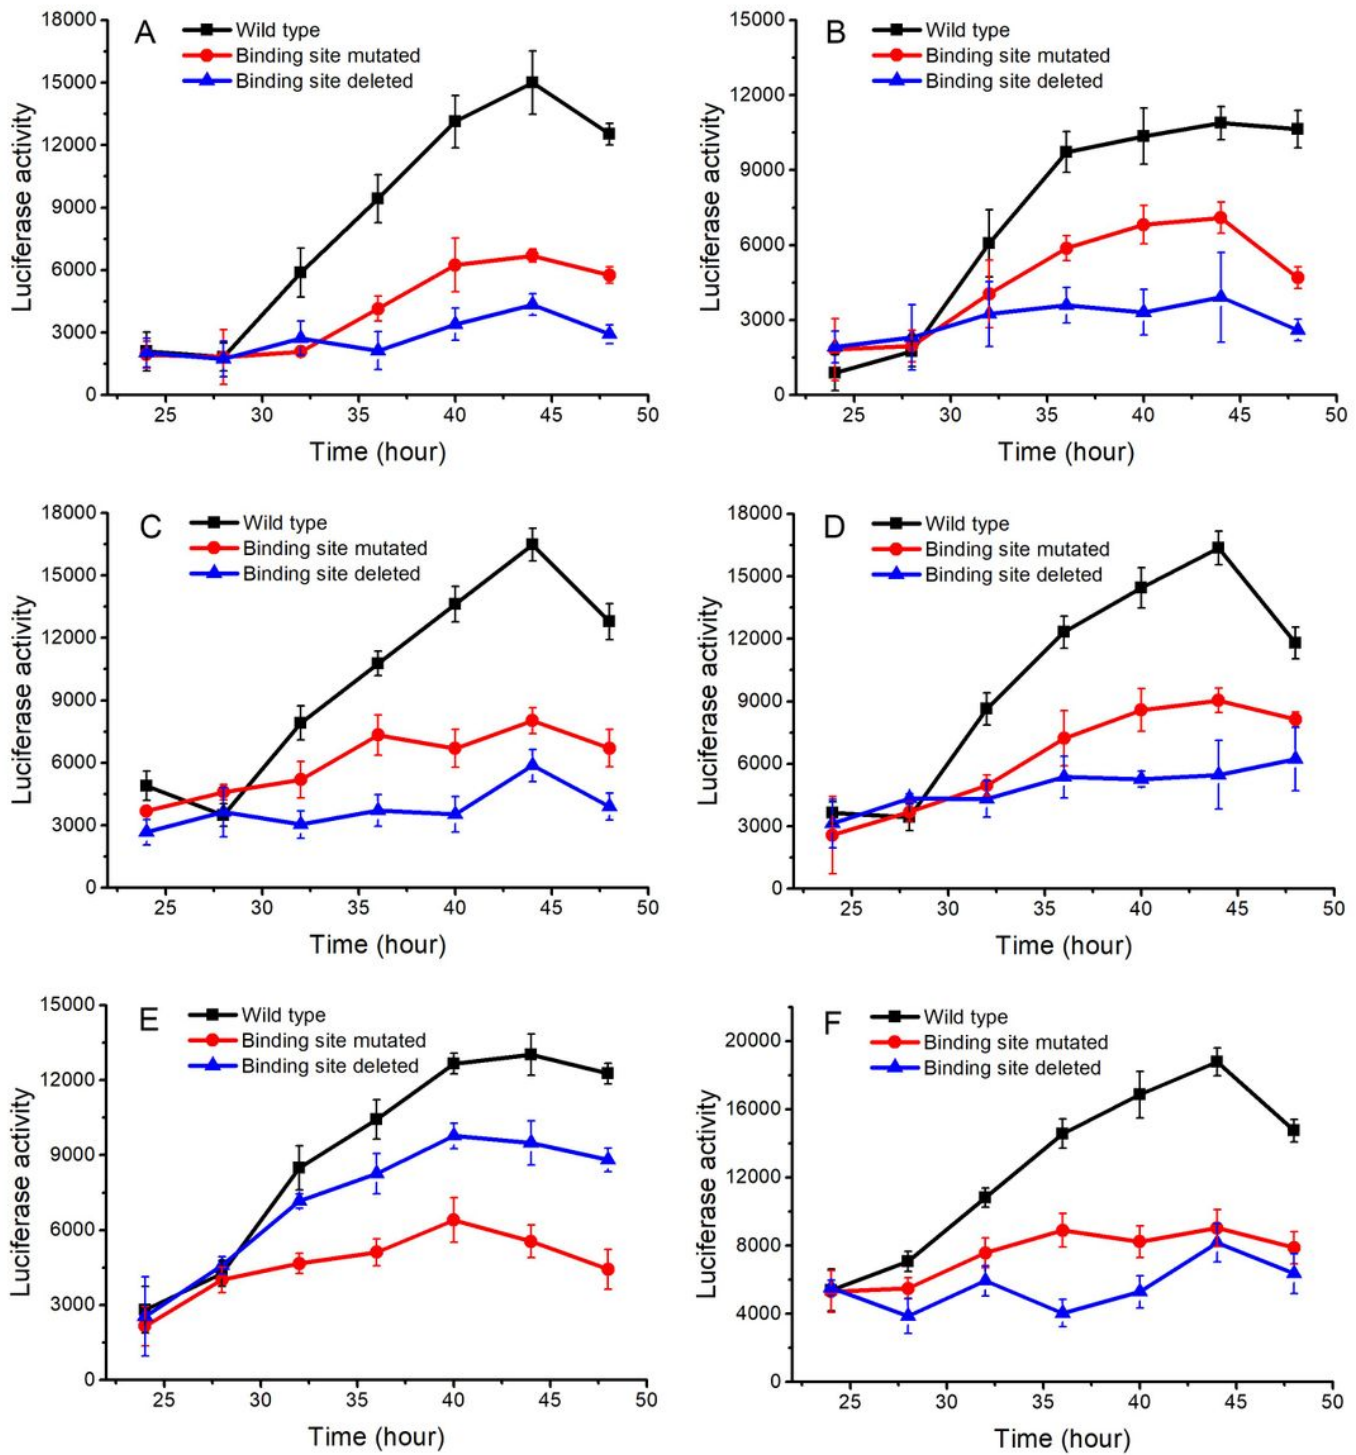 A
Wild type
Binding site mutated
Binding site deleted
18000
15000
12000
9000
6000
3000
0
Luciferase activity
25 30 35 40 45 50
Time (hour)
B
Wild type
Binding site mutated
Binding site deleted
15000
12000
9000
6000
3000
0
Luciferase activity
25 30 35 40 45 50
Time (hour)
C
Wild type
Binding site mutated
Binding site deleted
18000
15000
12000
9000
6000
3000
0
Luciferase activity
25 30 35 40 45 50
Time (hour)
D
Wild type
Binding site mutated
Binding site deleted
18000
15000
12000
9000
6000
3000
0
Luciferase activity
25 30 35 40 45 50
Time (hour)
E
Wild type
Binding site mutated
Binding site deleted
15000
12000
9000
6000
3000
0
Luciferase activity
25 30 35 40 45 50
Time (hour)
F
Wild type
Binding site mutated
Binding site deleted
20000
16000
12000
8000
4000
0
Luciferase activity
25 30 35 40 45 50
Time (hour)